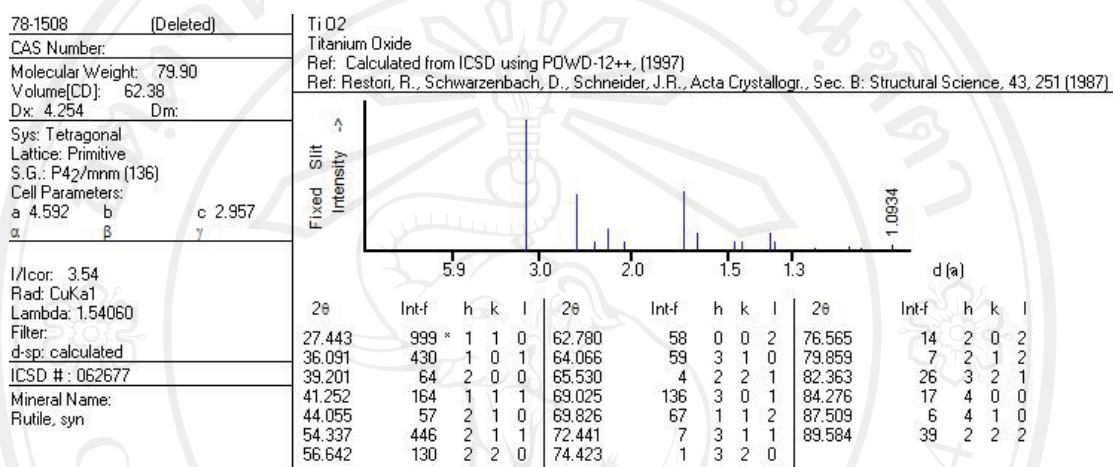 78-1508 (Deleted)
CAS Number:
Molecular Weight: 79.90
Volume[CD]: 62.38
Dx: 4.254 Dm:
Sys: Tetragonal
Lattice: Primitive
S.G.: P42/mnm (136)
Cell Parameters:
a 4.592 b c 2.957
α β γ
I/Icor: 3.54
Rad: CuKa1
Lambda: 1.54060
Filter:
d-sp: calculated
ICSD # : 062677
Mineral Name:
Rutile, syn
Ti O2
Titanium Oxide
Ref: Calculated from ICSD using POWD-12++, (1997)
Ref: Restori, R., Schwarzenbach, D., Schneider, J.R., Acta Crystallogr., Sec. B: Structural Science, 43, 251 (1987)
Fixed Slit
Intensity ->
1.0934
5.9 3.0 2.0 1.5 1.3 d (a)
2θ Int-f h k l 2θ Int-f h k l 2θ Int-f h k l
27.443 999 * 1 1 0 62.780 58 0 0 2 76.565 14 2 0 2
36.091 430 1 0 1 64.066 59 3 1 0 79.859 7 2 1 2
39.201 64 2 0 0 65.530 4 2 2 1 82.363 26 3 2 1
41.252 164 1 1 1 69.025 136 3 0 1 84.276 17 4 0 0
44.055 57 2 1 0 69.826 67 1 1 2 87.509 6 4 1 0
54.337 446 2 1 1 72.441 7 3 1 1 89.584 39 2 2 2
56.642 130 2 2 0 74.423 1 3 2 0